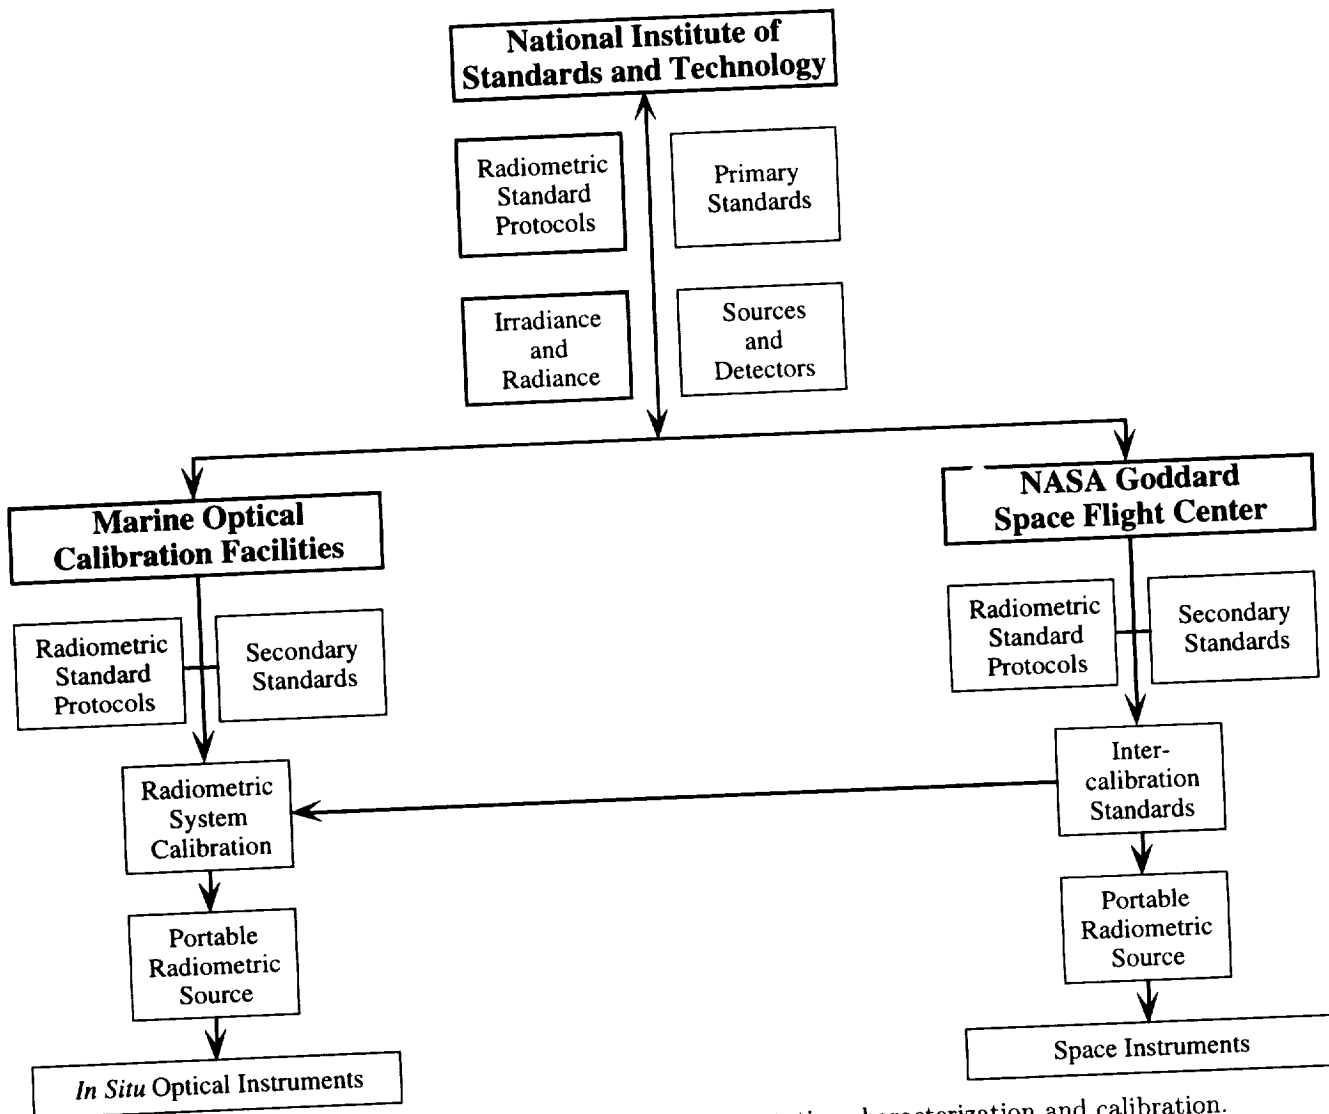 National Institute of
Standards and Technology
Radiometric
Standard
Protocols
Primary
Standards
Irradiance
and
Radiance
Sources
and
Detectors
Marine Optical
Calibration Facilities
NASA Goddard
Space Flight Center
Radiometric
Standard
Protocols
Secondary
Standards
Radiometric
Standard
Protocols
Secondary
Standards
Radiometric
System
Calibration
Inter-
calibration
Standards
Portable
Radiometric
Source
Portable
Radiometric
Source
In Situ Optical Instruments
Space Instruments
and calibration.